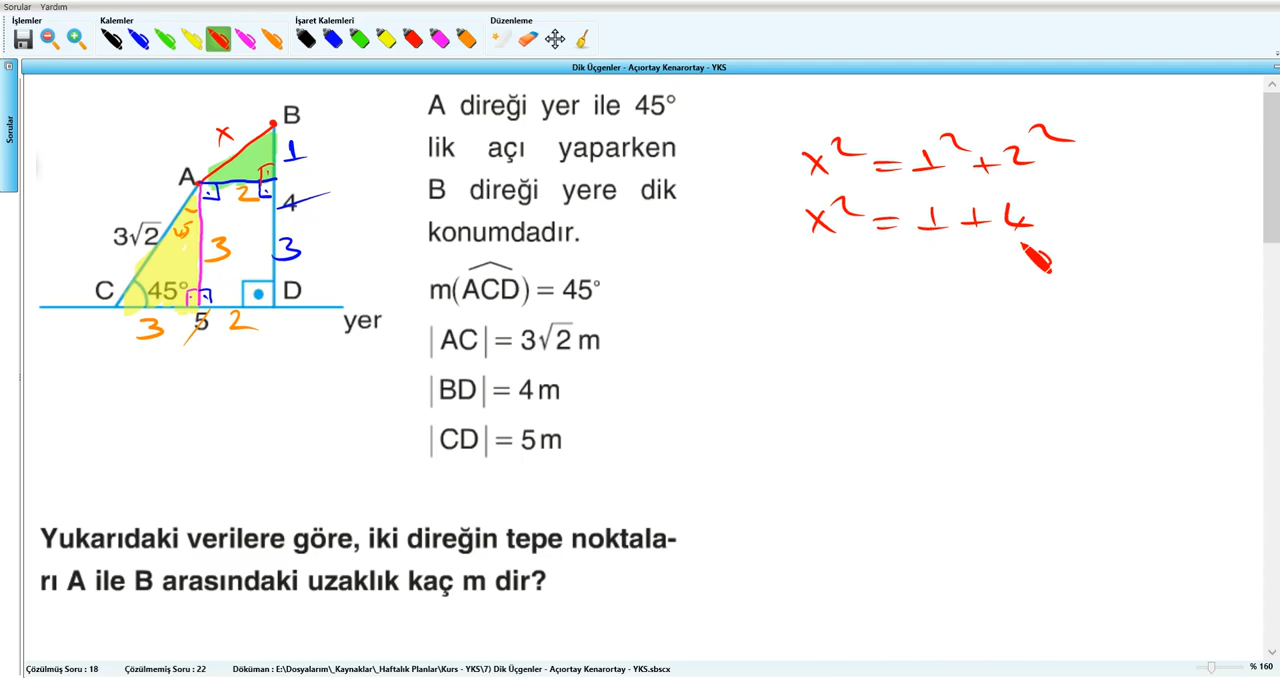 Sorular Yardım
İşlemler Kalemler İşaret Kalemleri Düzenleme
Dik Üçgenler - Açıortay Kenarortay - YKS
Sorular
B
x
1
A
2
4
45
3√2
3
3
C
45°
D
3
5
2
yer
A direği yer ile 45°
lik açı yaparken
B direği yere dik
konumdadır.
m(ACD) = 45°
|AC| = 3√2 m
|BD| = 4 m
|CD| = 5 m
x² = 1² + 2²
x² = 1 + 4
Yukarıdaki verilere göre, iki direğin tepe noktala-
rı A ile B arasındaki uzaklık kaç m dir?
Çözülmüş Soru : 18 Çözülmemiş Soru : 22 Döküman : E:\Dosyalarım\_Kaynaklar\_Haftalık Planlar\Kurs - YKS\7) Dik Üçgenler - Açıortay Kenarortay - YKS.sbscx % 160